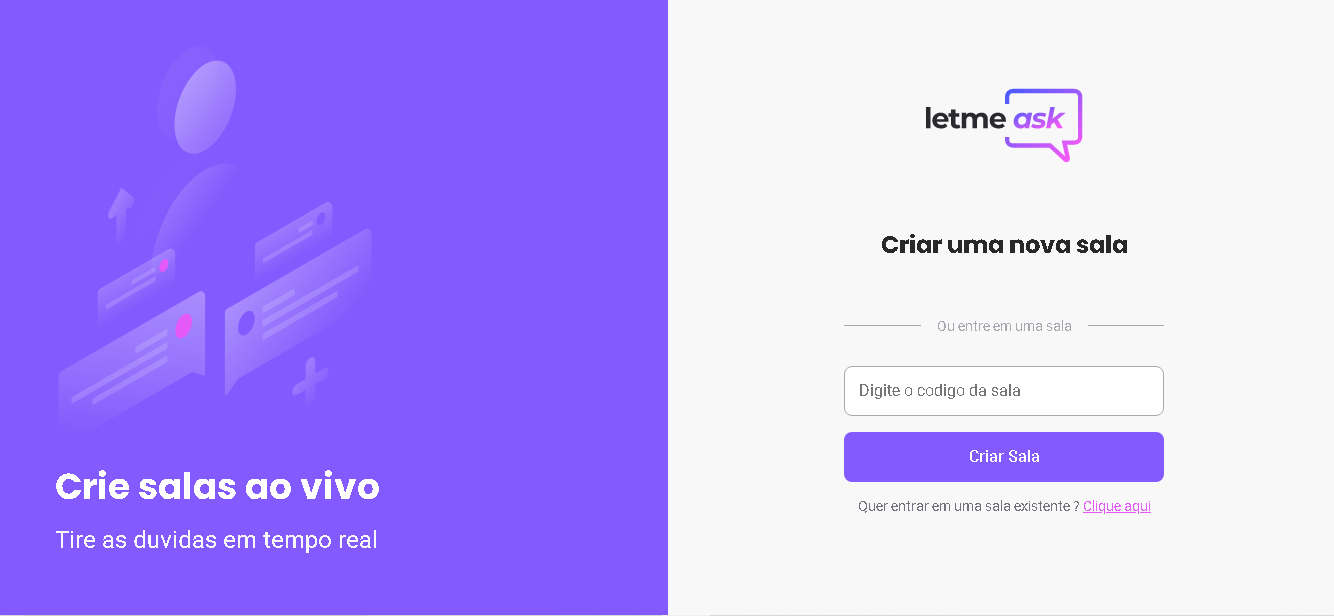 Crie salas ao vivo
Tire as duvidas em tempo real
letme ask
Criar uma nova sala
Ou entre em uma sala
Digite o codigo da sala
Criar Sala
Quer entrar em uma sala existente ? Clique aqui